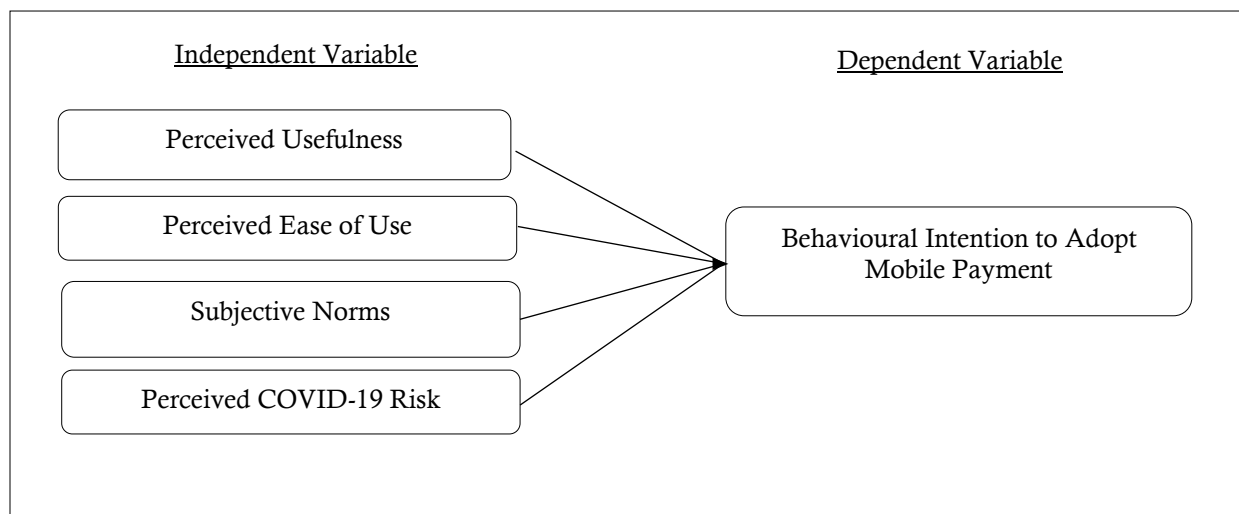 Independent Variable
Dependent Variable
Perceived Usefulness
Perceived Ease of Use
Subjective Norms
Perceived COVID-19 Risk
Behavioural Intention to Adopt
Mobile Payment